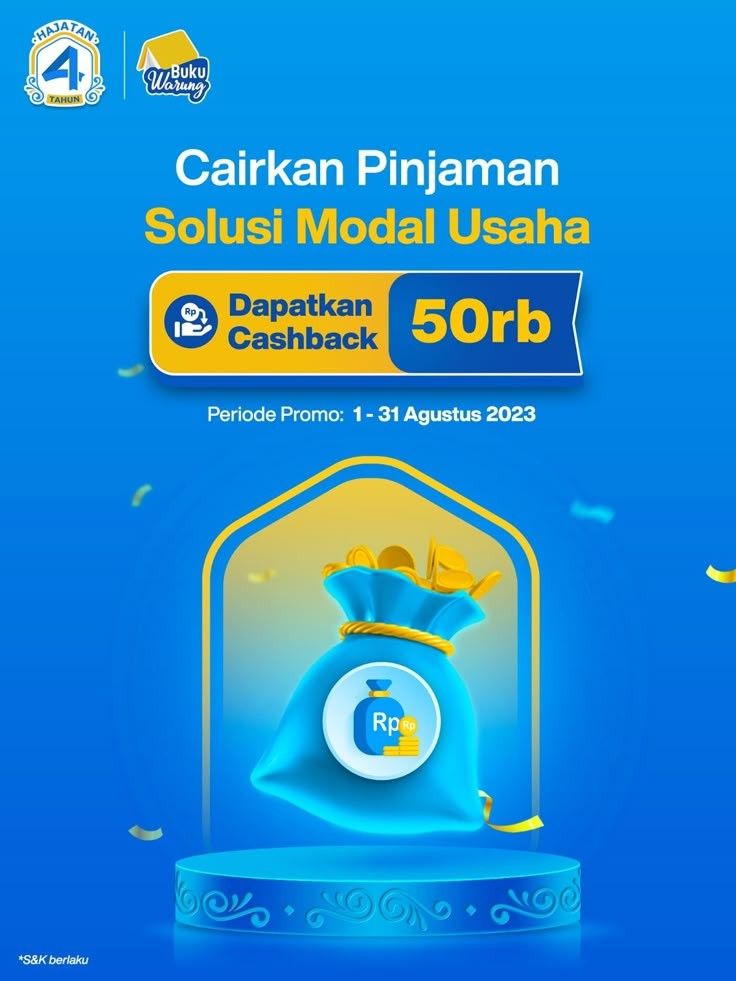 HAJATAN
4
TAHUN
Buku
Warung
Cairkan Pinjaman
Solusi Modal Usaha
Rp
Dapatkan
Cashback
50rb
Periode Promo: 1 - 31 Agustus 2023
Rp
Rp
*S&K berlaku